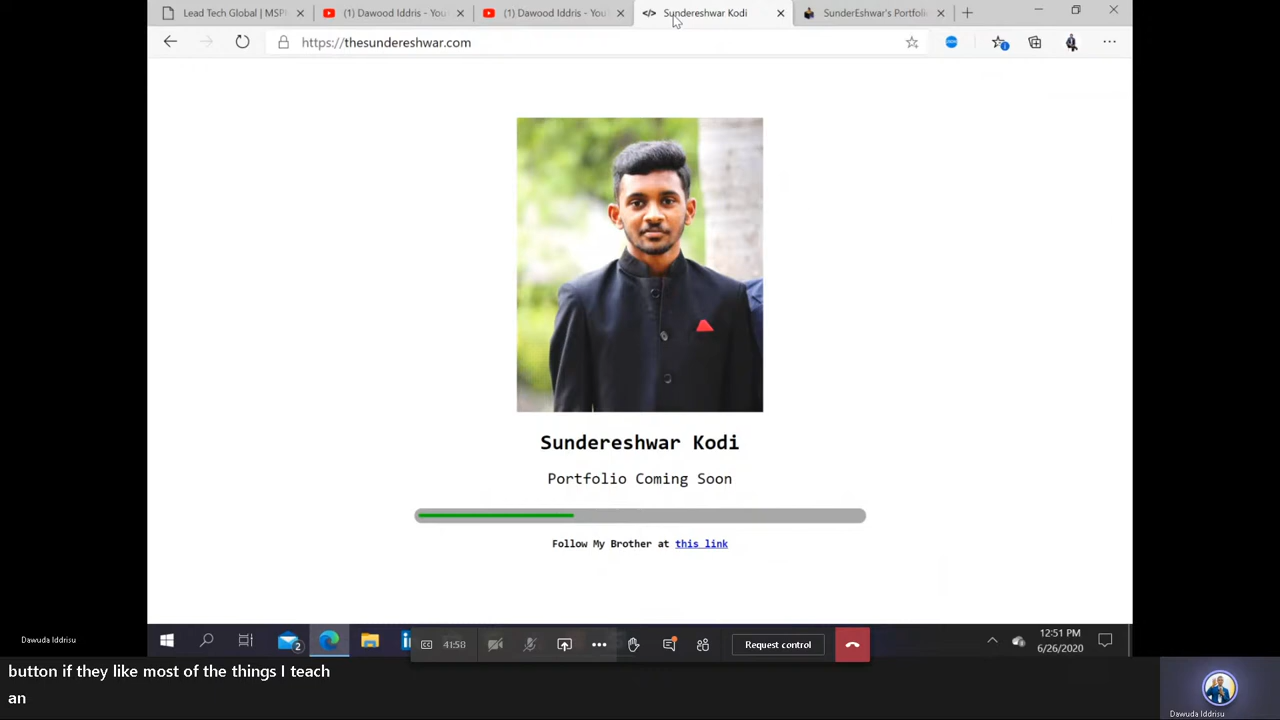 Lead Tech Global | MSP
(1) Dawood Iddris - You
(1) Dawood Iddris - You
</> Sundereshwar Kodi
SunderEshwar's Portfoli
https://thesundereshwar.com
Sundereshwar Kodi
Portfolio Coming Soon
Follow My Brother at this link
2
41:58
Request control
12:51 PM
6/26/2020
Dawuda Iddrisu
button if they like most of the things I teach
an
Dawuda Iddrisu